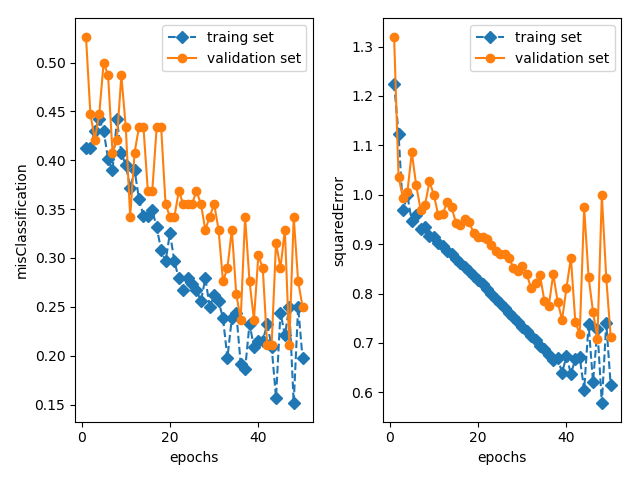 traing set
validation set
misClassification
0.50
0.45
0.40
0.35
0.30
0.25
0.20
0.15
0
20
40
epochs
traing set
validation set
squaredError
1.3
1.2
1.1
1.0
0.9
0.8
0.7
0.6
0
20
40
epochs